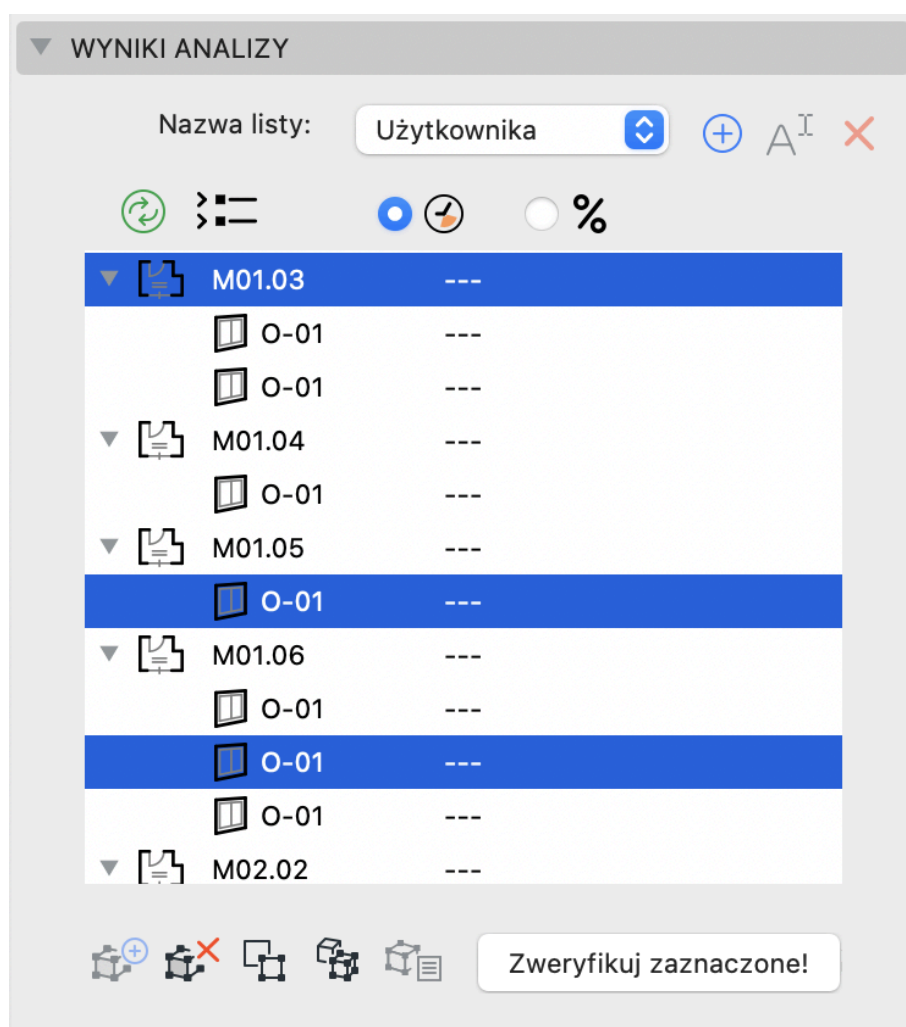 WYNIKI ANALIZY
Nazwa listy: Użytkownika
%
M01.03 ---
O-01 ---
O-01 ---
M01.04 ---
O-01 ---
M01.05 ---
O-01 ---
M01.06 ---
O-01 ---
O-01 ---
O-01 ---
M02.02 ---
Zweryfikuj zaznaczone!